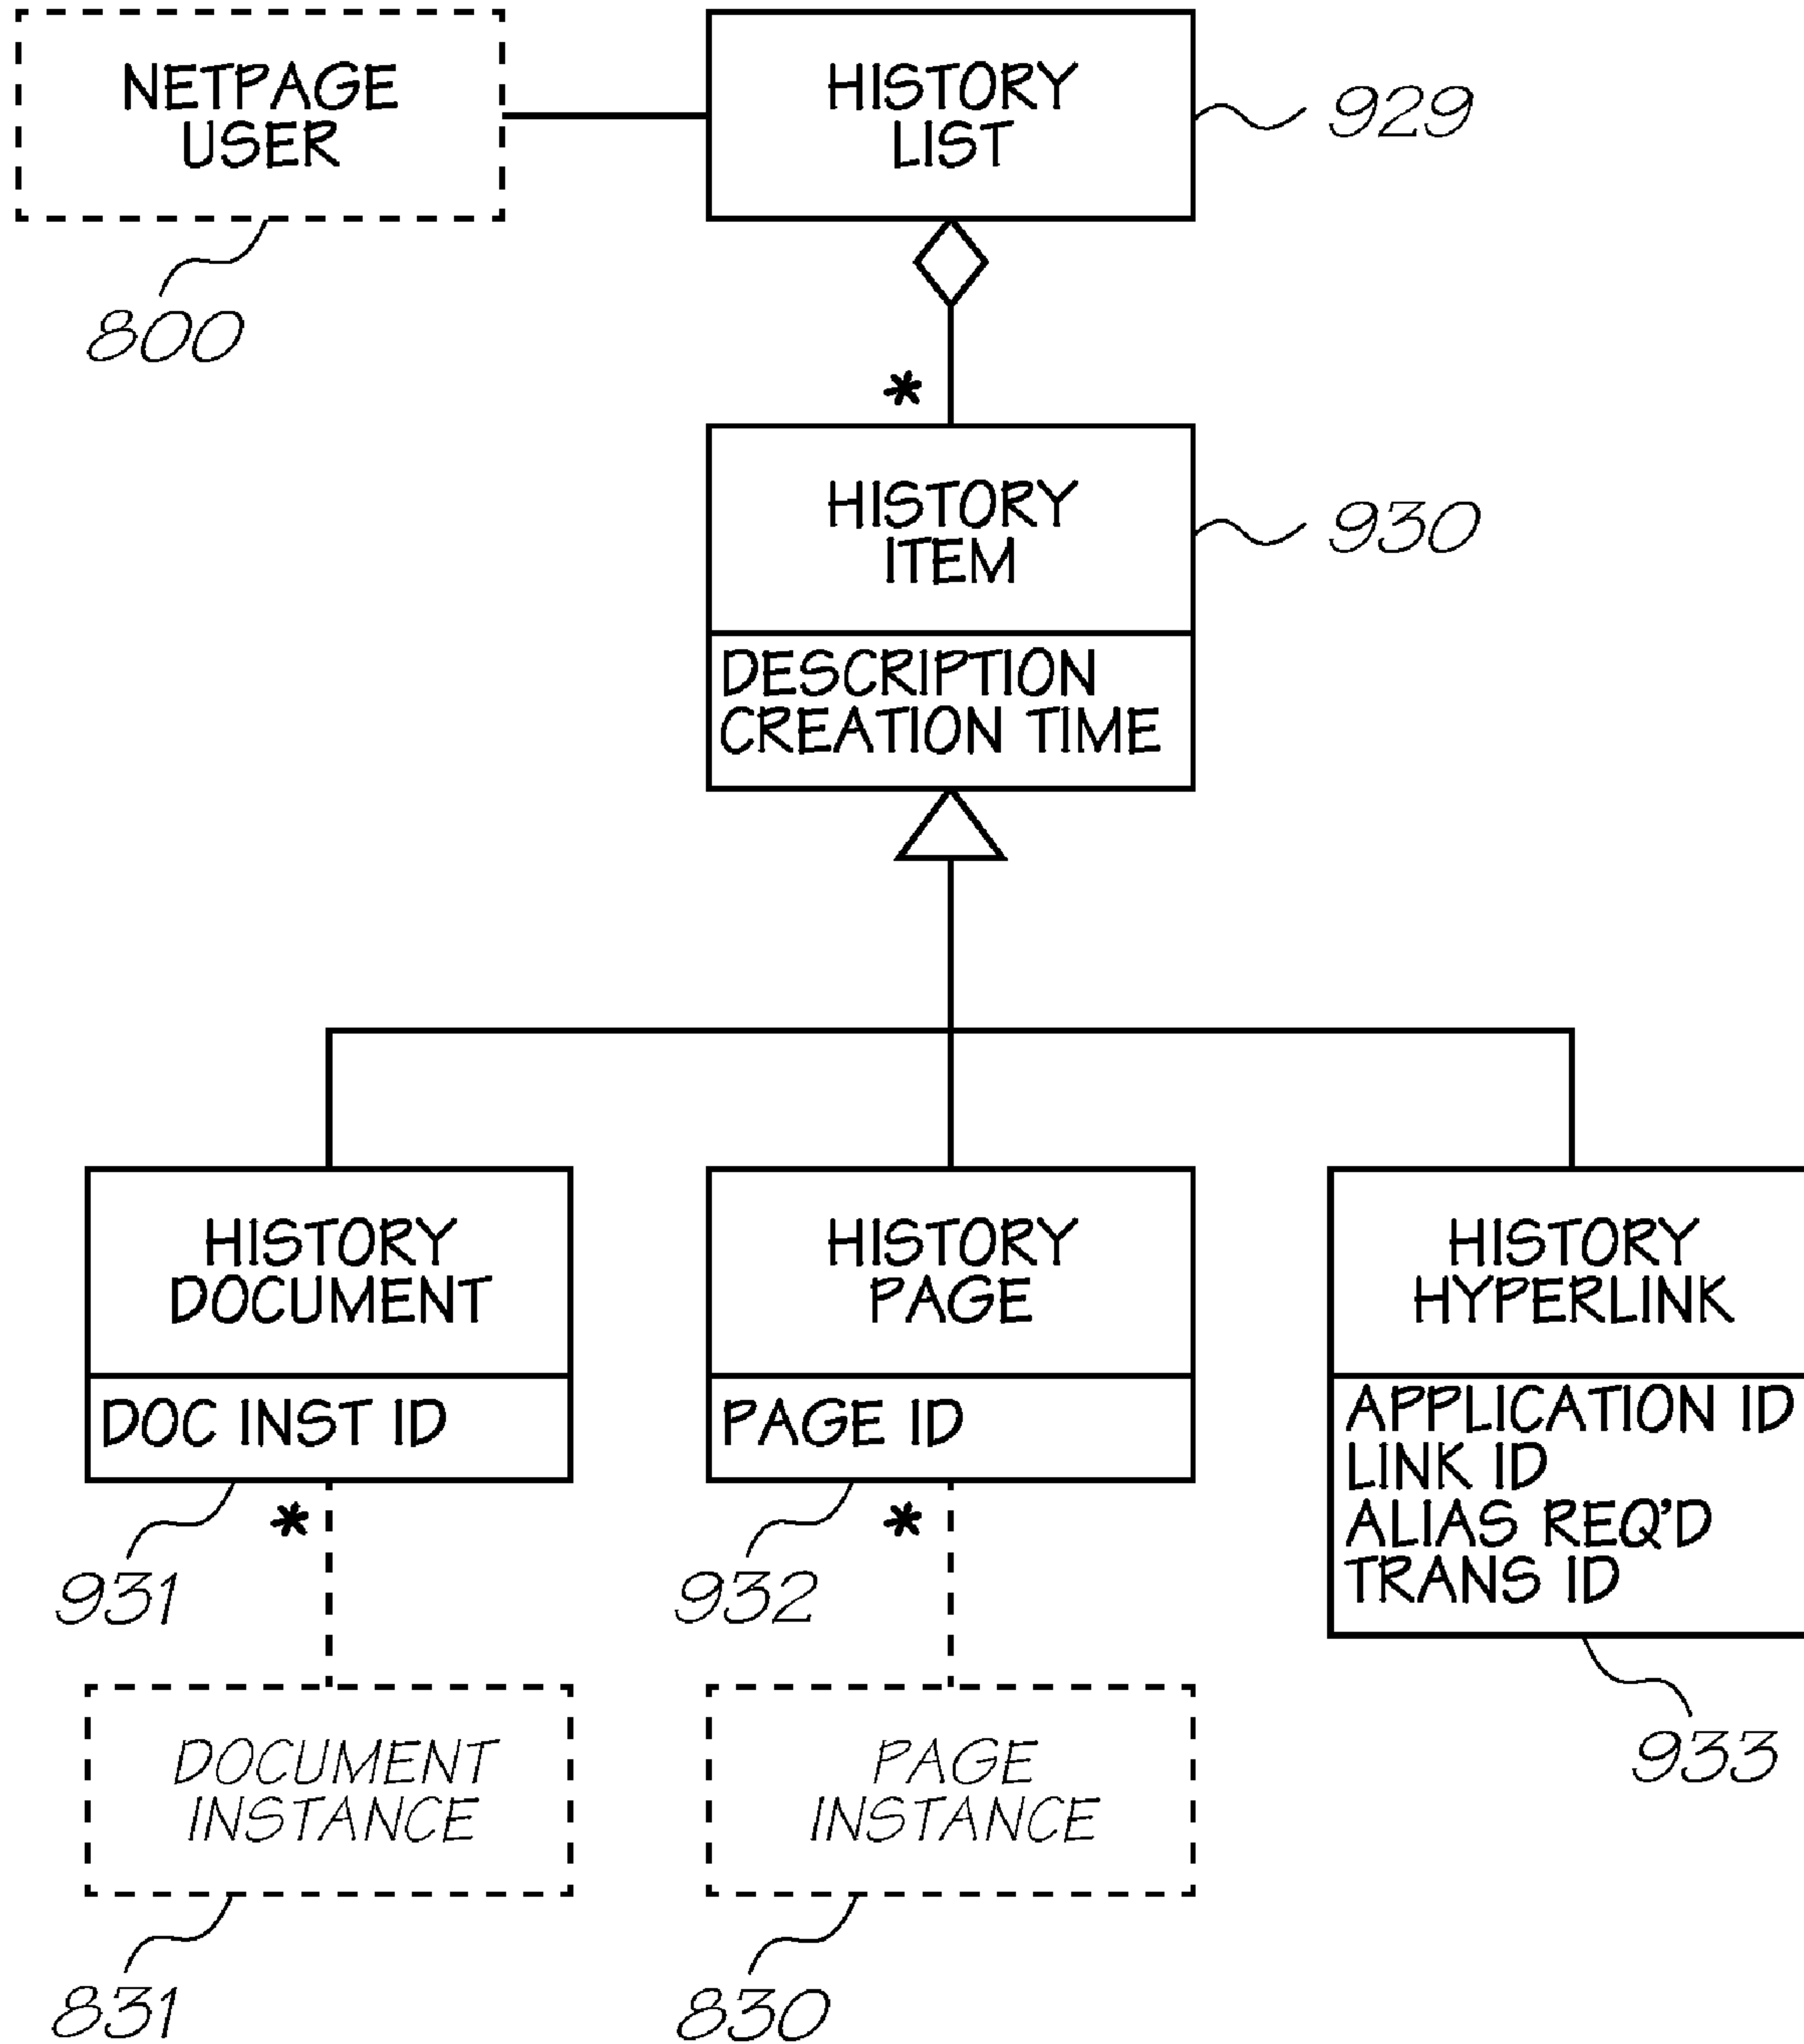 NETPAGE
USER
800
HISTORY
LIST
929
*
HISTORY
ITEM
930
DESCRIPTION
CREATION TIME
HISTORY
DOCUMENT
DOC INST ID
931
*
HISTORY
PAGE
PAGE ID
932
*
HISTORY
HYPERLINK
APPLICATION ID
LINK ID
ALIAS REQ'D
TRANS ID
933
DOCUMENT
INSTANCE
831
PAGE
INSTANCE
830